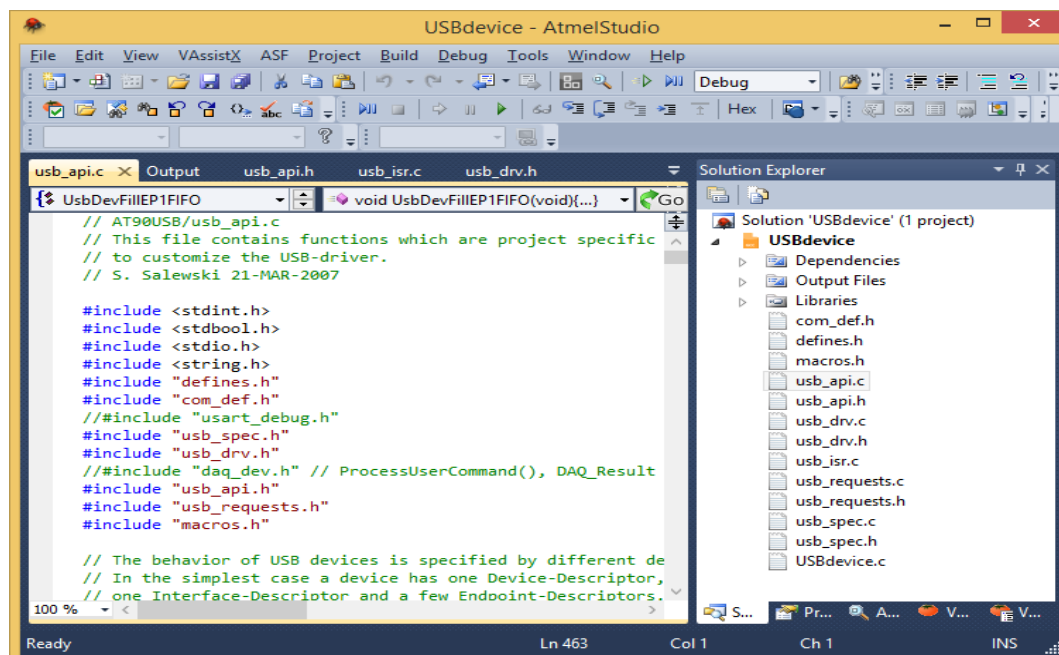 USBdevice - AtmelStudio
File Edit View VAssistX ASF Project Build Debug Tools Window Help
Debug
abc Hex
usb_api.c Output usb_api.h usb_isr.c usb_drv.h
UsbDevFillEP1FIFO void UsbDevFillEP1FIFO(void){...} Go
// AT90USB/usb_api.c
// This file contains functions which are project specific
// to customize the USB-driver.
// S. Salewski 21-MAR-2007
#include <stdint.h>
#include <stdbool.h>
#include <stdio.h>
#include <string.h>
#include "defines.h"
#include "com_def.h"
//#include "usart_debug.h"
#include "usb_spec.h"
#include "usb_drv.h"
//#include "daq_dev.h" // ProcessUserCommand(), DAQ_Result
#include "usb_api.h"
#include "usb_requests.h"
#include "macros.h"
// The behavior of USB devices is specified by different de
// In the simplest case a device has one Device-Descriptor,
// one Interface-Descriptor and a few Endpoint-Descriptors.
100 %
Solution Explorer
Solution 'USBdevice' (1 project)
USBdevice
Dependencies
Output Files
Libraries
com_def.h
defines.h
macros.h
usb_api.c
usb_api.h
usb_drv.c
usb_drv.h
usb_isr.c
usb_requests.c
usb_requests.h
usb_spec.c
usb_spec.h
USBdevice.c
S... Pr... A... V... V...
Ready Ln 463 Col 1 Ch 1 INS